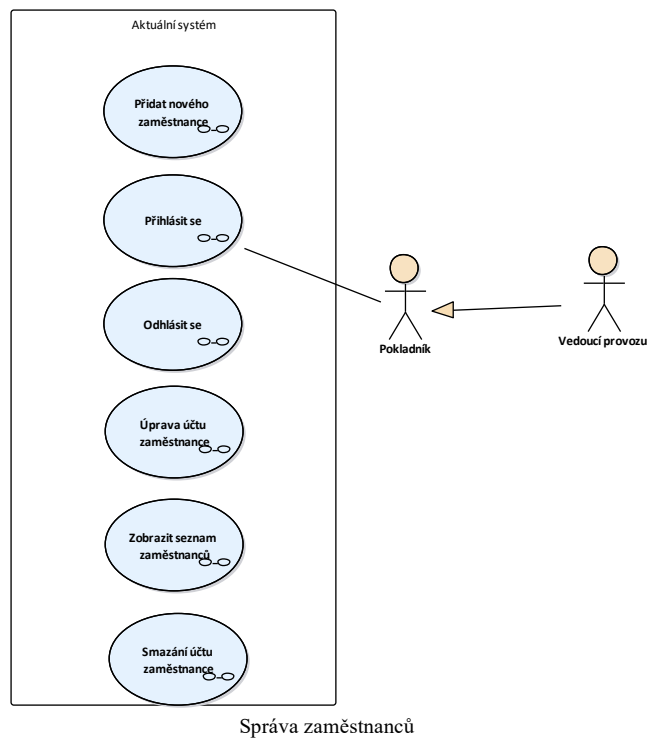 Aktuální systém
Přidat nového
zaměstnance
Přihlásit se
Odhlásit se
Úprava účtu
zaměstnance
Zobrazit seznam
zaměstnanců
Smazání účtu
zaměstnance
Pokladník
Vedoucí provozu
Správa zaměstnanců